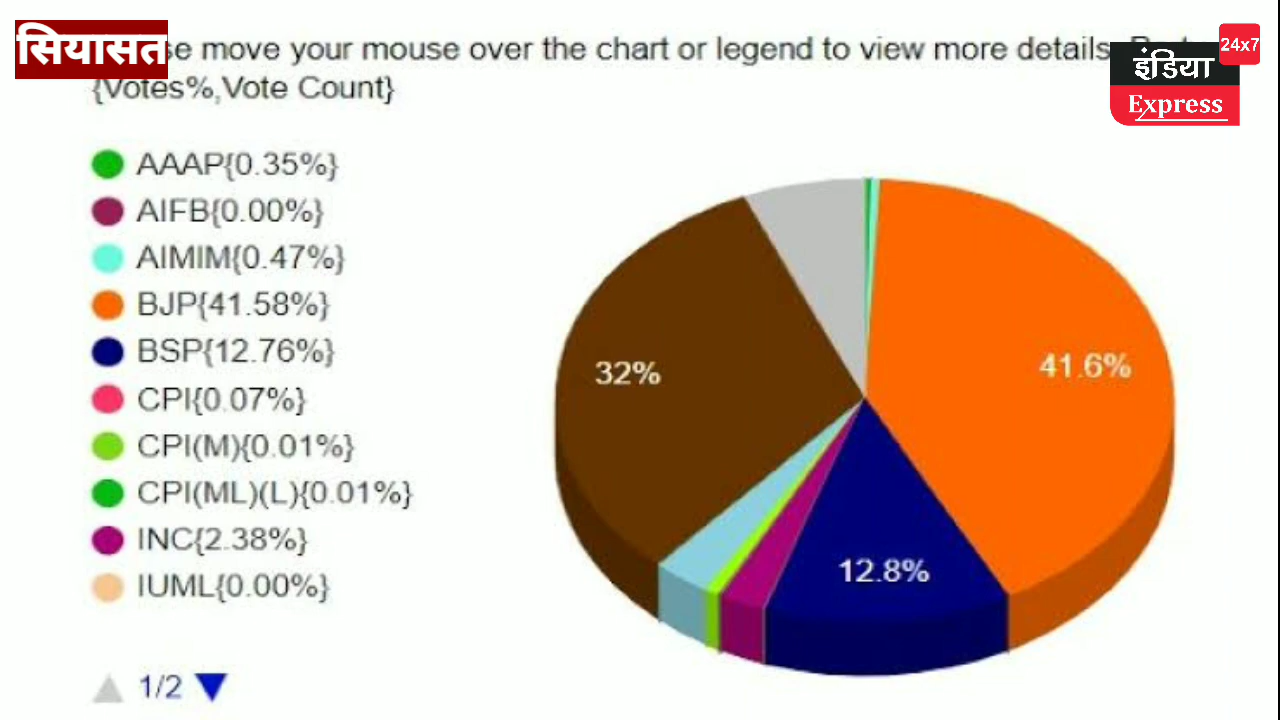 सियासत
se move your mouse over the chart or legend to view more details
24x7
इंडिया
Express
{Votes%,Vote Count}
AAAP{0.35%}
AIFB{0.00%}
AIMIM{0.47%}
BJP{41.58%}
BSP{12.76%}
CPI{0.07%}
CPI(M){0.01%}
CPI(ML)(L){0.01%}
INC{2.38%}
IUML{0.00%}
1/2
32%
41.6%
12.8%